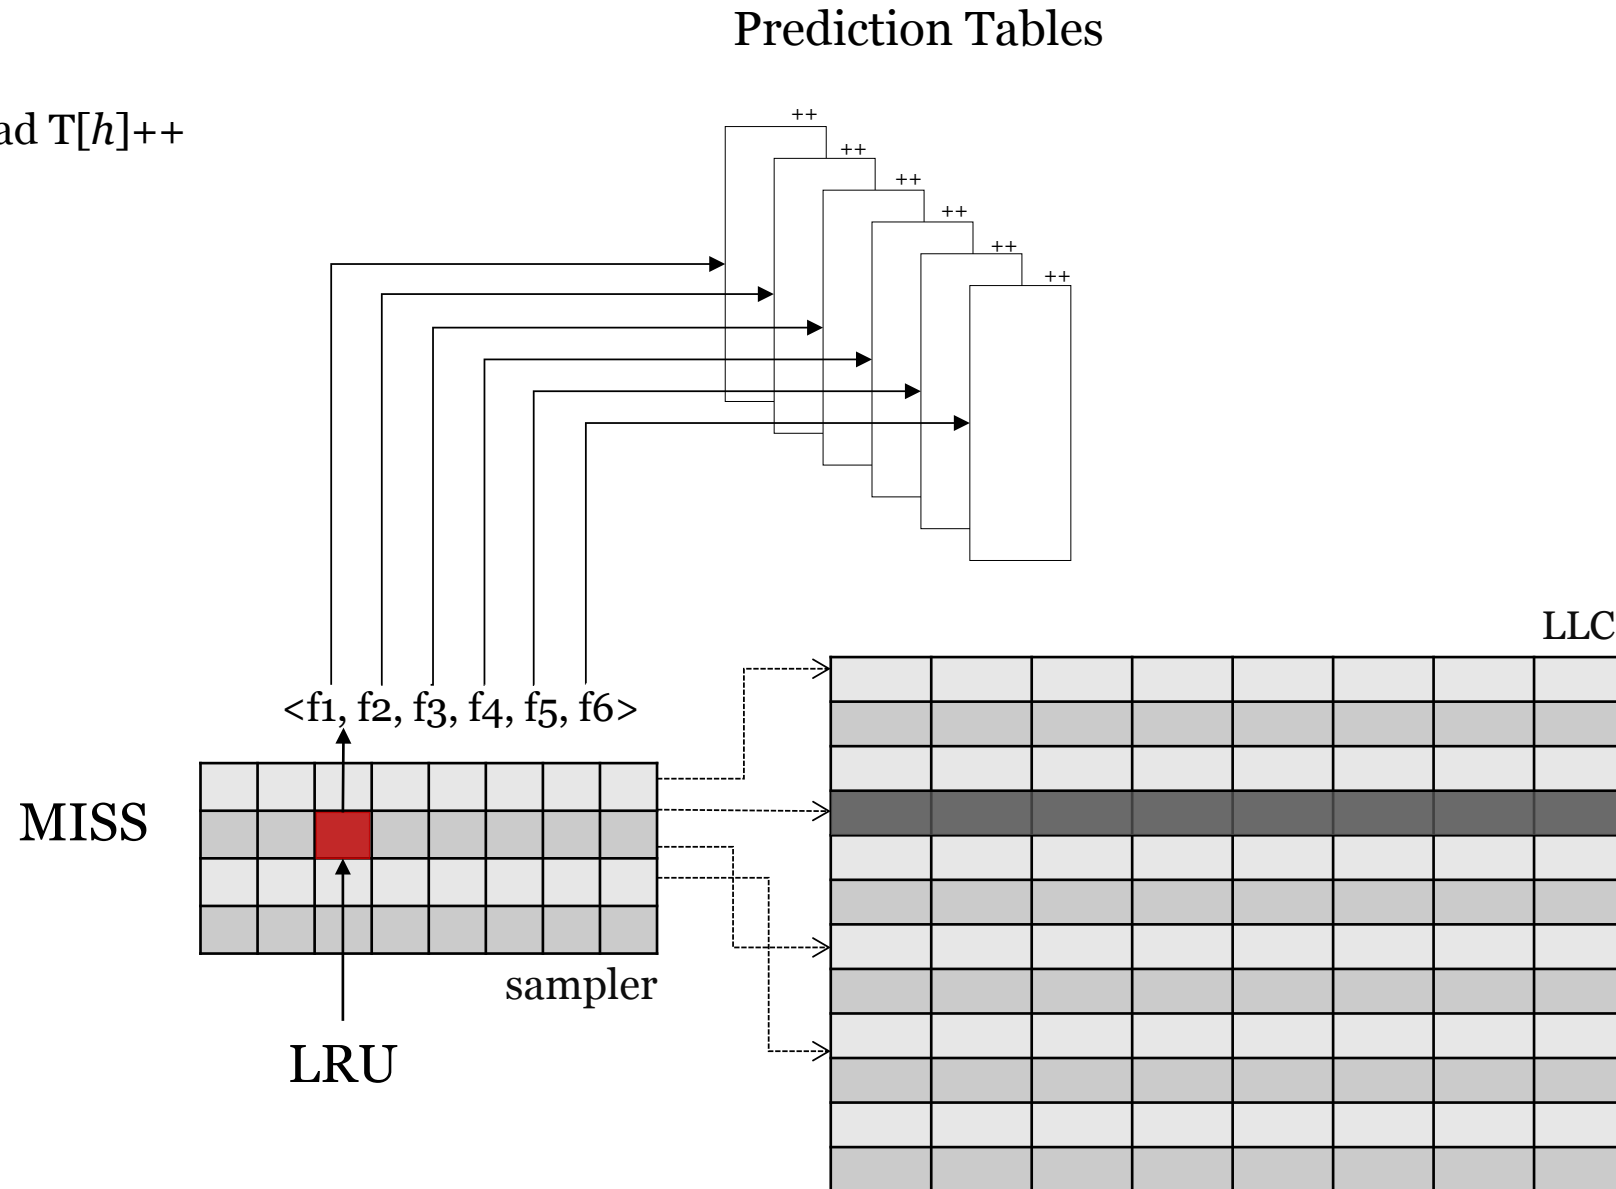 Prediction Tables
ad T[h]++
++
++
++
++
++
++
LLC
<f1, f2, f3, f4, f5, f6>
MISS
sampler
LRU